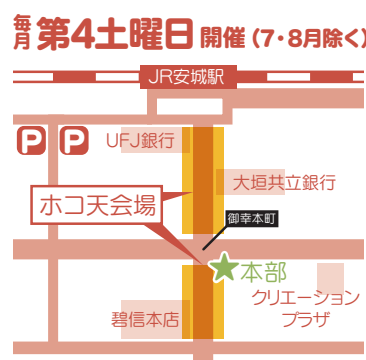 毎月第4土曜日開催(7・8月除く)
JR安城駅
P P
UFJ銀行
大垣共立銀行
ホコ天会場
御幸本町
本部
クリエーション
プラザ
碧信本店